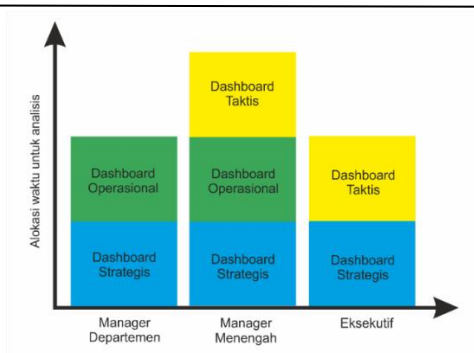 Alokasi waktu untuk analisis
Dashboard
Taktis
Dashboard
Operasional
Dashboard
Operasional
Dashboard
Taktis
Dashboard
Strategis
Dashboard
Strategis
Dashboard
Strategis
Manager
Departemen
Manager
Menengah
Eksekutif